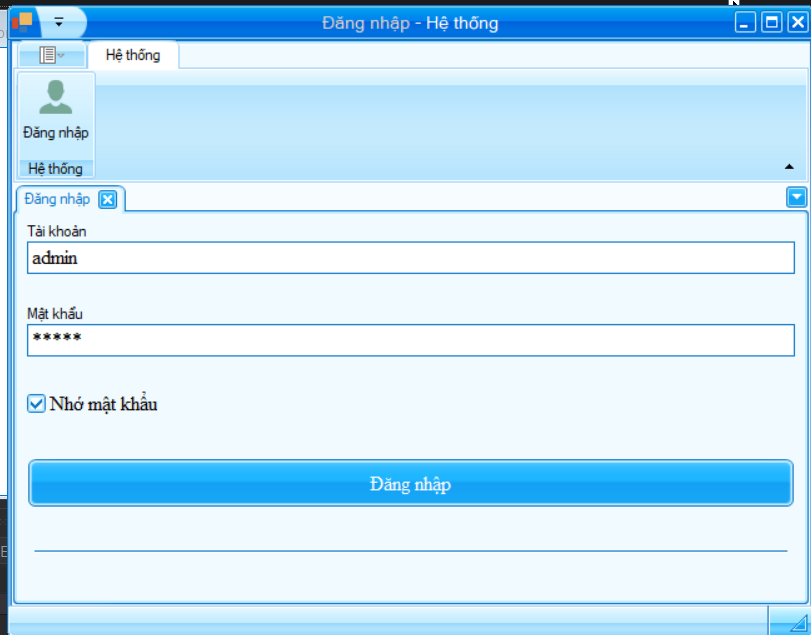 Đăng nhập - Hệ thống
Hệ thống
Đăng nhập
Hệ thống
Đăng nhập
Tài khoản
admin
Mật khẩu
*****
Nhớ mật khẩu
Đăng nhập